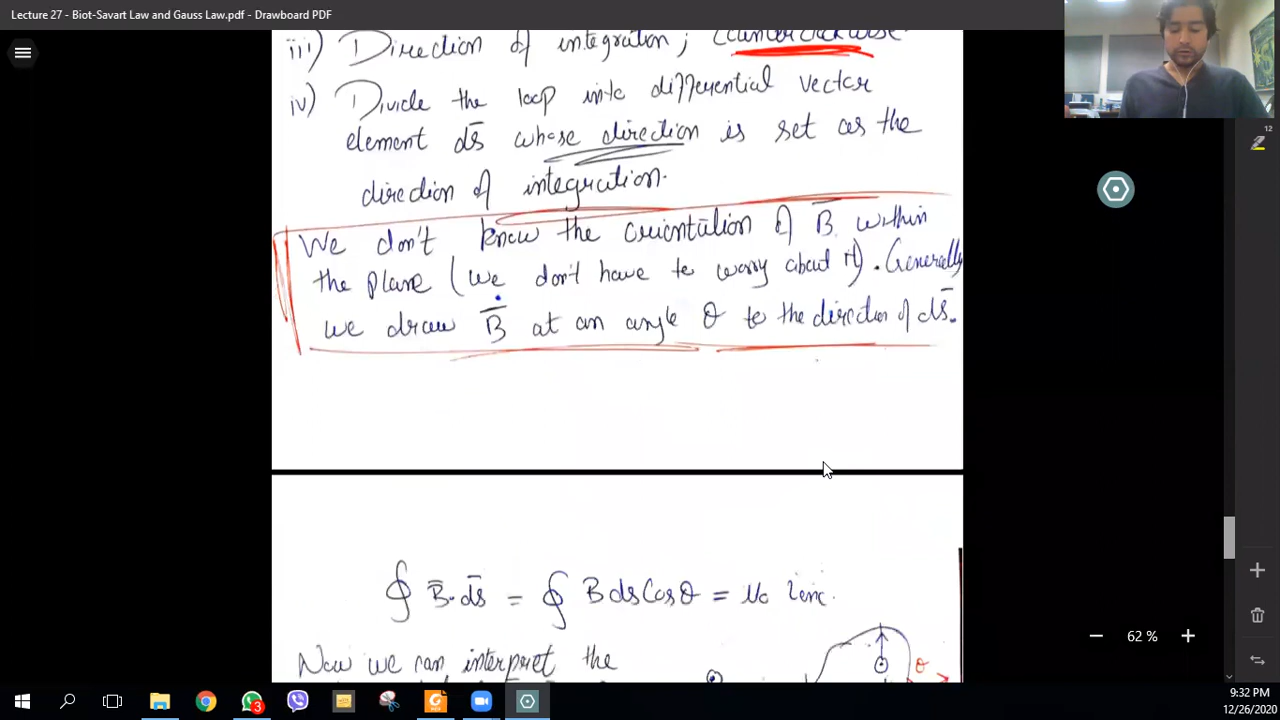 Lecture 27 - Biot-Savart Law and Gauss Law.pdf - Drawboard PDF
iii) Direction of integration; Counterclockwise.
iv) Divide the loop into differential vector
element ds whose direction is set as the
direction of integration.
We don't know the orientation of B within
the plane (we don't have to worry about it). Generally
we draw B at an angle θ to the direction of ds.
∮ B·ds = ∮ B ds Cosθ = μo ienc.
Now we can interpret the
θ
12
62 %
3
9:32 PM
12/26/2020